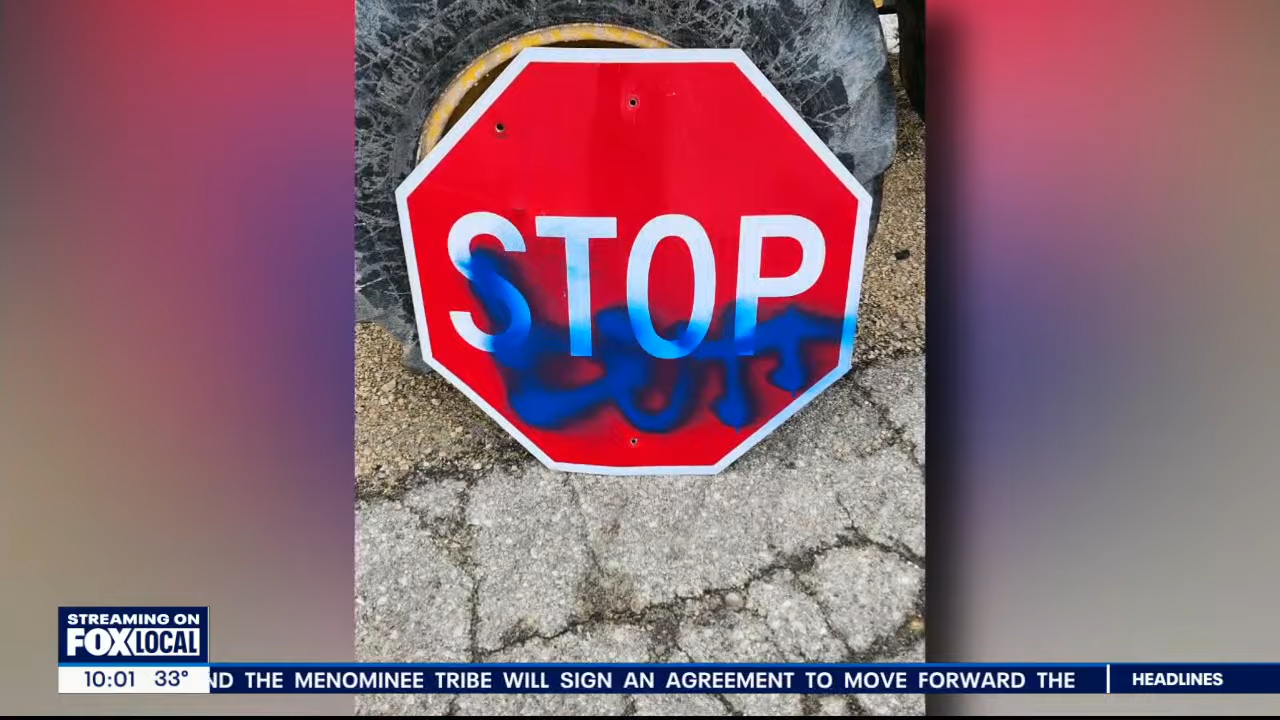 STOP
STREAMING ON
FOX LOCAL
10:01 33° ND THE MENOMINEE TRIBE WILL SIGN AN AGREEMENT TO MOVE FORWARD THE HEADLINES